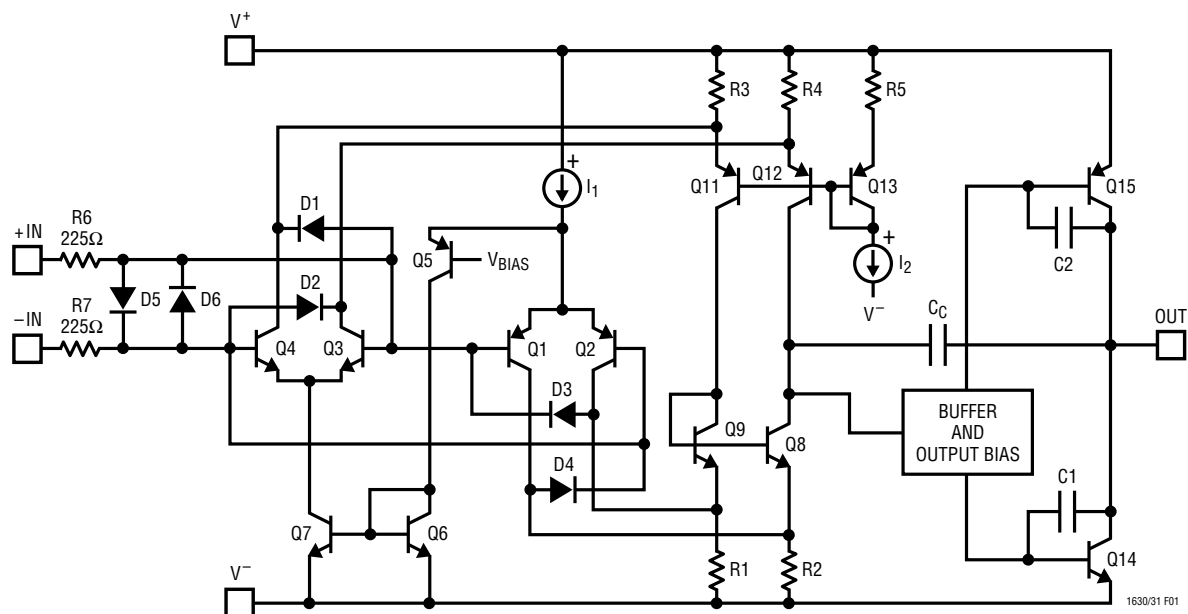 V+
R3
R4
R5
+
I1
Q11
Q12
Q13
Q15
D1
R6
225Ω
+IN
Q5
VBIAS
+
I2
C2
D2
D5
D6
R7
225Ω
V−
CC
OUT
−IN
Q4
Q3
Q1
Q2
D3
Q9
Q8
BUFFER
AND
OUTPUT BIAS
D4
C1
Q7
Q6
Q14
R1
R2
V−
1630/31 F01